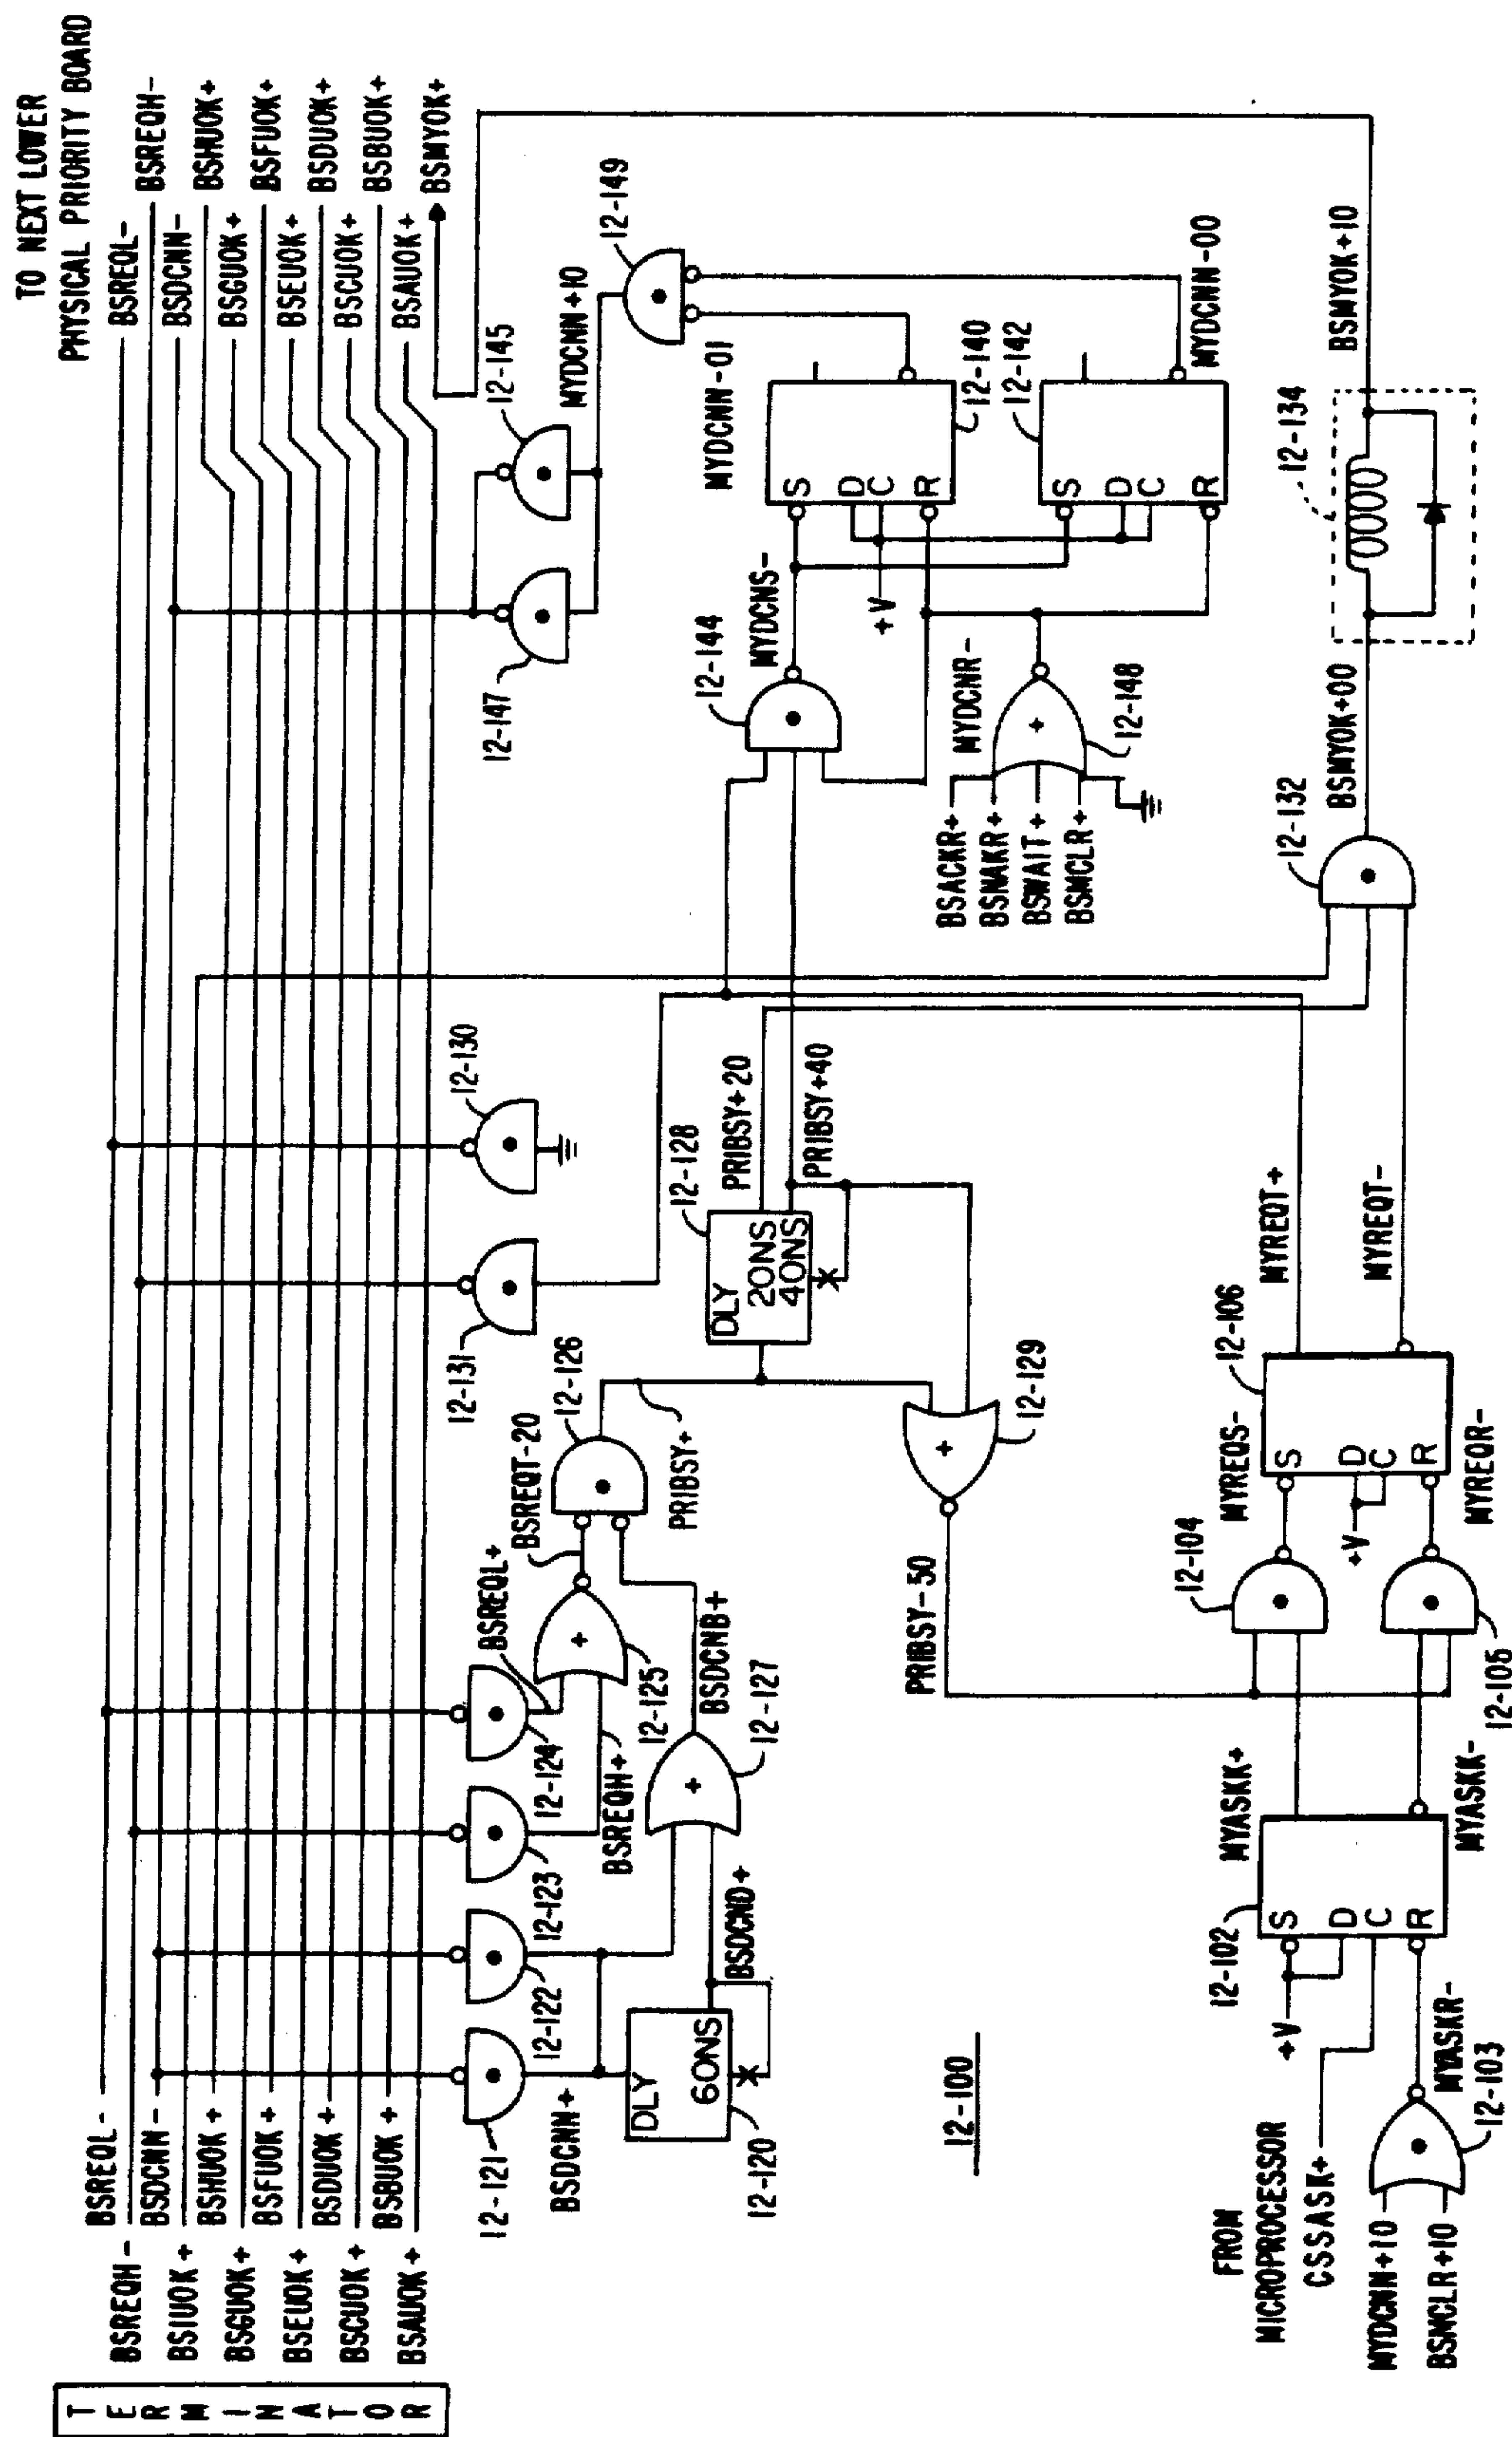 TO NEXT LOWER
PHYSICAL PRIORITY BOARD
TERMINATOR
BSREQL-
BSREQH-
BSDCNN-
BSIUOK+
BSHUOK+
BSGUOK+
BSFUOK+
BSEUOK+
BSDUOK+
BSCUOK+
BSBUOK+
BSAUOK+
BSREQL-
BSREQH-
BSDCNN-
BSHUOK+
BSGUOK+
BSFUOK+
BSEUOK+
BSDUOK+
BSCUOK+
BSBUOK+
BSAUOK+
BSMYOK+
12-121
12-122
12-123
12-124
BSREQL+
BSREQT-20
12-126
12-131
12-130
12-147
12-145
MYDCNN+10
12-149
BSDCNN+
DLY
60NS
12-120
BSDCND+
BSREQH+
12-125
BSDCNB+
12-127
PRIBSY+
12-128
DLY
20NS
40NS
PRIBSY+20
PRIBSY+40
12-129
PRIBSY-50
12-144
MYDCNS-
MYDCNN-01
S
D
C
R
12-140
+V
12-142
S
D
C
R
MYDCNN-00
MYDCNR-
BSACKR+
BSNAKR+
BSWAIT+
BSMCLR+
12-148
12-100
FROM
MICROPROCESSOR
CSSASK+
MYDCNN+10
BSMCLR+10
12-103
MYASKR-
+V
12-102
S
D
C
R
MYASKK+
MYASKK-
12-104
12-105
MYREQS-
MYREQR-
+V
S
D
C
R
12-106
MYREQT+
MYREQT-
12-132
BSMYOK+00
12-134
BSMYOK+10